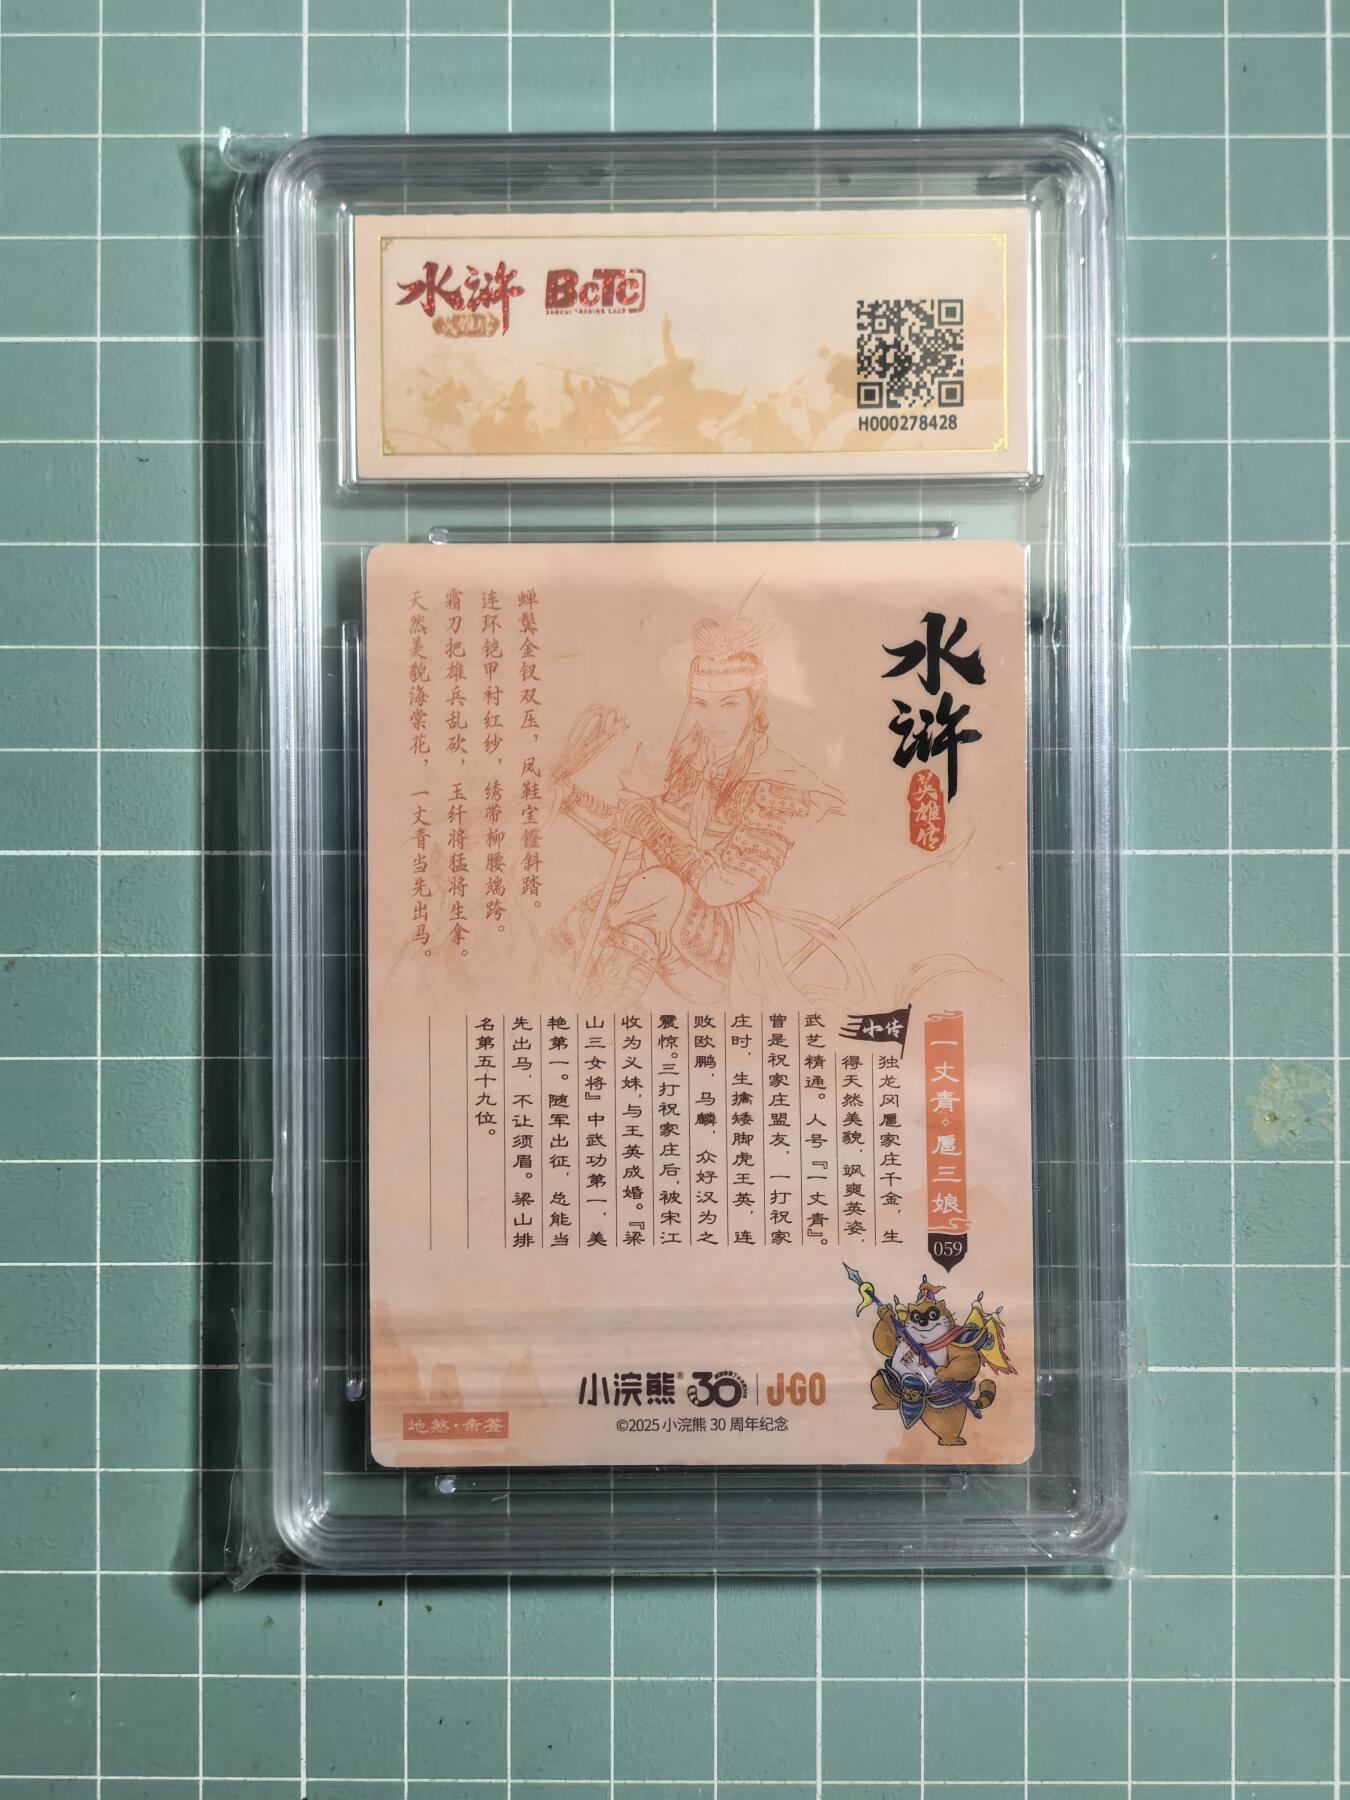 水浒
英雄传
BCTC
H000278428
水浒
英雄传
蝉鬓金钗双压，凤鞋宝镫斜踏。
连环铠甲衬红纱，绣带柳腰端跨。
霜刀把雄兵乱砍，玉纤将猛将生拿。
天然美貌海棠花，一丈青当先出马。
一丈青。扈三娘
059
小传
独龙冈扈家庄千金，生
得天然美貌，飒爽英姿，
武艺精通。人号『一丈青』。
曾是祝家庄盟友，一打祝家
庄时，生擒矮脚虎王英，连
败欧鹏，马麟，众好汉为之
震惊。三打祝家庄后，被宋江
收为义妹，与王英成婚。『梁
山三女将』中武功第一，美
艳第一。随军出征，总能当
先出马，不让须眉。梁山排
名第五十九位。
小浣熊® 30 J·GO
©2025 小浣熊 30 周年纪念
地煞·亲签